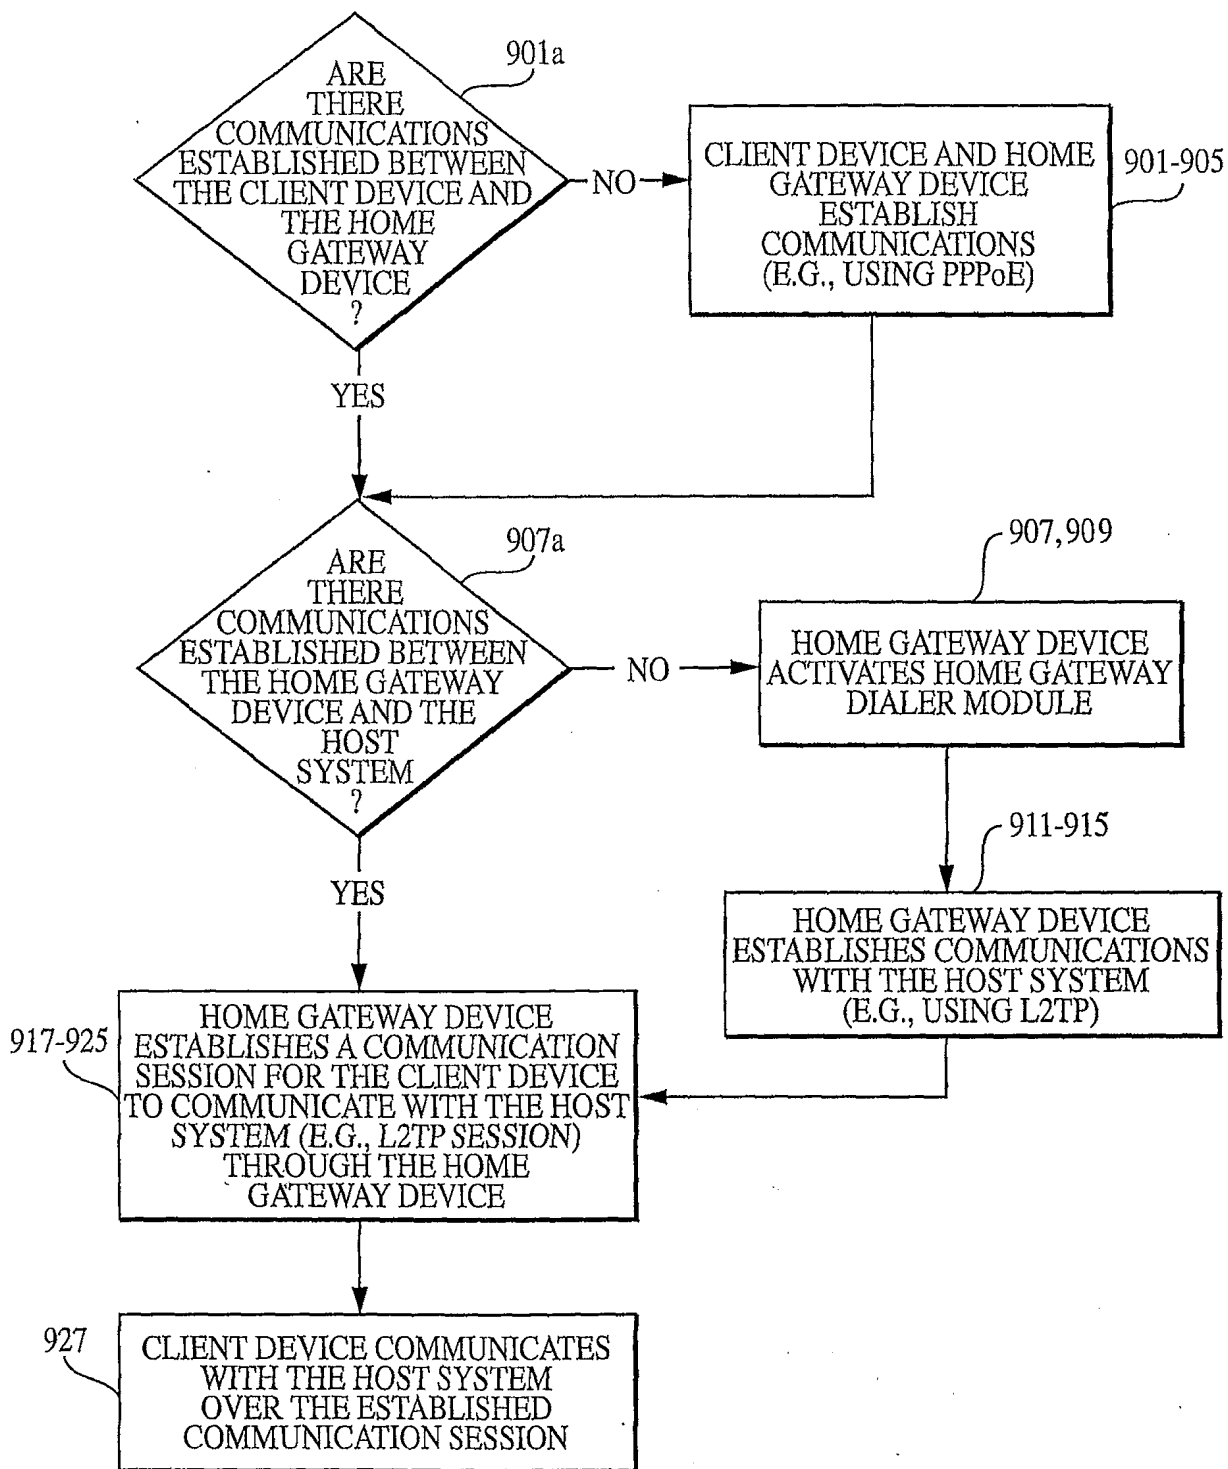 901a
ARE
THERE
COMMUNICATIONS
ESTABLISHED BETWEEN
THE CLIENT DEVICE AND
THE HOME
GATEWAY
DEVICE
?
NO
CLIENT DEVICE AND HOME
GATEWAY DEVICE
ESTABLISH
COMMUNICATIONS
(E.G., USING PPPoE)
901-905
YES
907a
ARE
THERE
COMMUNICATIONS
ESTABLISHED BETWEEN
THE HOME GATEWAY
DEVICE AND THE
HOST
SYSTEM
?
NO
907,909
HOME GATEWAY DEVICE
ACTIVATES HOME GATEWAY
DIALER MODULE
911-915
HOME GATEWAY DEVICE
ESTABLISHES COMMUNICATIONS
WITH THE HOST SYSTEM
(E.G., USING L2TP)
YES
917-925
HOME GATEWAY DEVICE
ESTABLISHES A COMMUNICATION
SESSION FOR THE CLIENT DEVICE
TO COMMUNICATE WITH THE HOST
SYSTEM (E.G., L2TP SESSION)
THROUGH THE HOME
GATEWAY DEVICE
927
CLIENT DEVICE COMMUNICATES
WITH THE HOST SYSTEM
OVER THE ESTABLISHED
COMMUNICATION SESSION